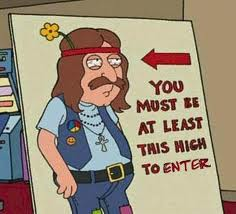 YOU
MUST BE
AT LEAST
THIS HIGH
TO ENTER